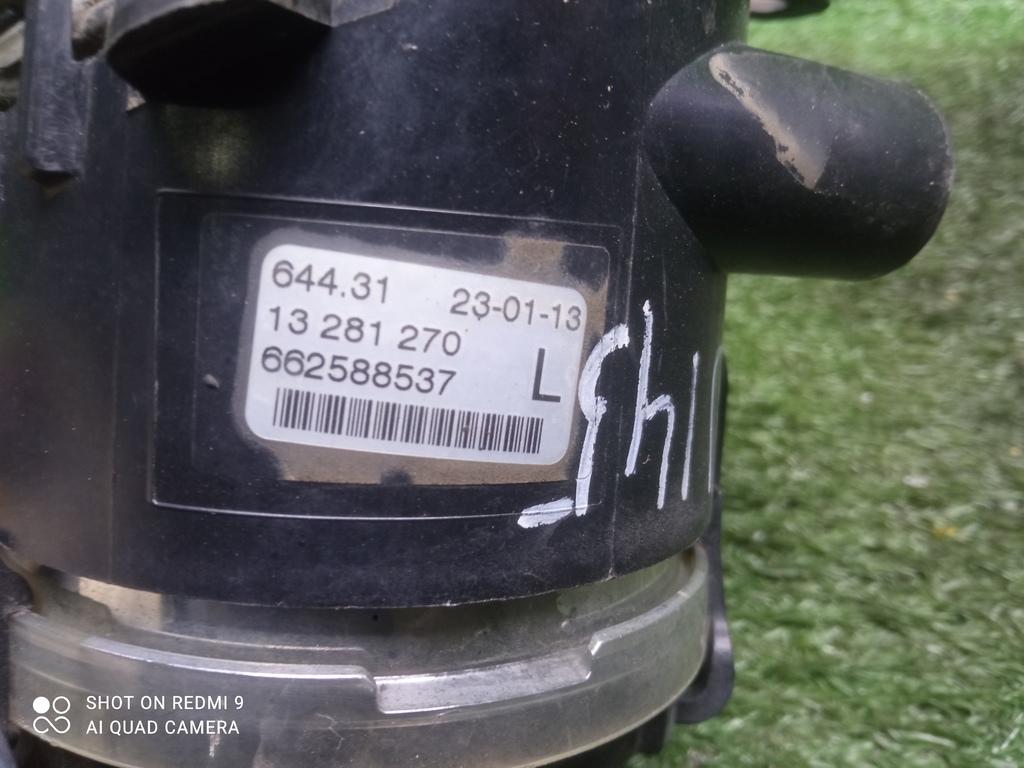 644.31 23-01-13
13 281 270
662588537 L
SHOT ON REDMI 9
AI QUAD CAMERA